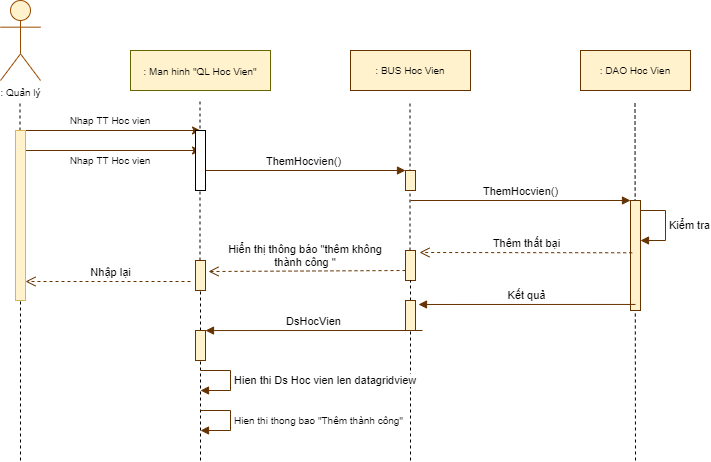 : Quản lý
: Man hinh "QL Hoc Vien"
: BUS Hoc Vien
: DAO Hoc Vien
Nhap TT Hoc vien
Nhap TT Hoc vien
ThemHocvien()
ThemHocvien()
Kiểm tra
Thêm thất bại
Hiển thị thông báo "thêm không
thành công "
Nhập lại
Kết quả
DsHocVien
Hien thi Ds Hoc vien len datagridview
Hien thi thong bao "Thêm thành công"